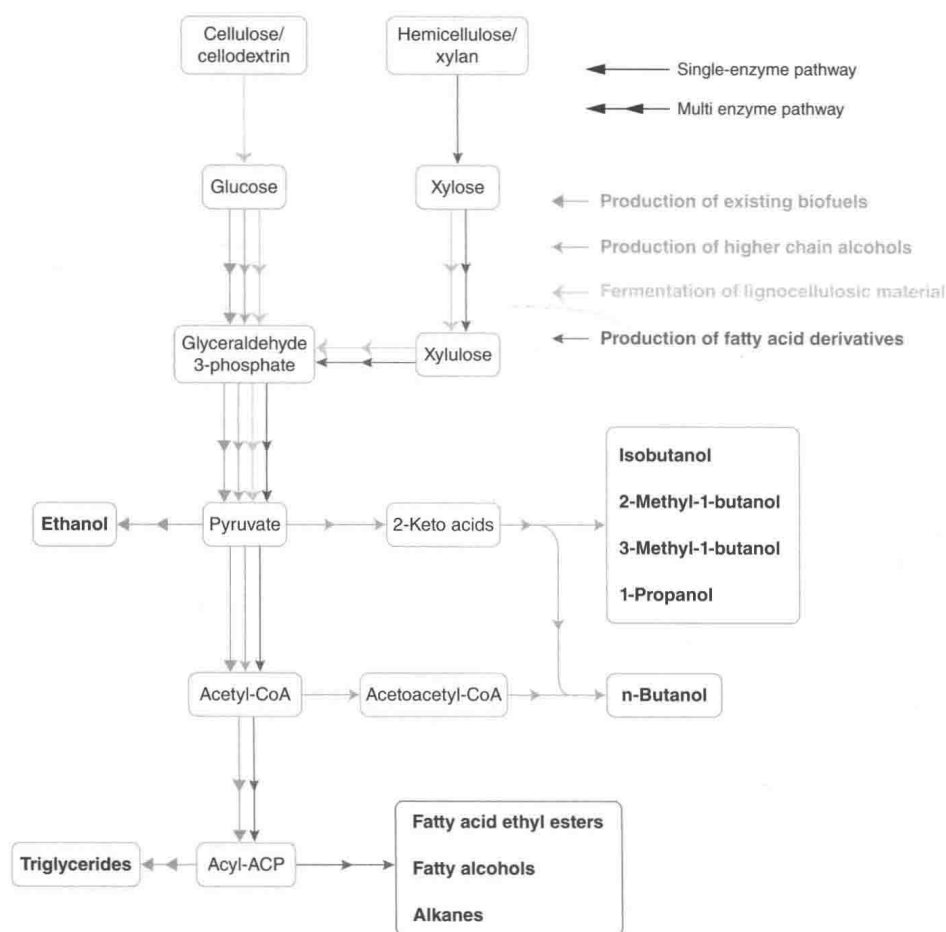 Cellulose/
cellodextrin
Hemicellulose/
xylan
Single-enzyme pathway
Multi enzyme pathway
Glucose
Xylose
Production of existing biofuels
Production of higher chain alcohols
Fermentation of lignocellulosic material
Production of fatty acid derivatives
Glyceraldehyde
3-phosphate
Xylulose
Isobutanol
2-Methyl-1-butanol
3-Methyl-1-butanol
1-Propanol
Ethanol
Pyruvate
2-Keto acids
Acetyl-CoA
Acetoacetyl-CoA
n-Butanol
Fatty acid ethyl esters
Fatty alcohols
Alkanes
Triglycerides
Acyl-ACP